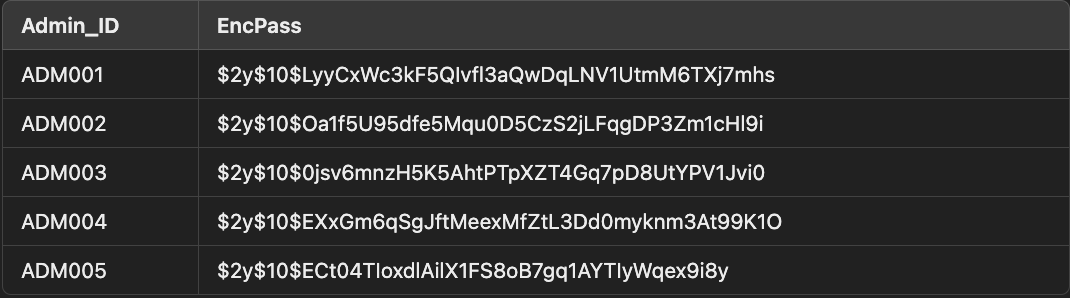 Admin_ID EncPass
ADM001 $2y$10$LyyCxWc3kF5QIvfl3aQwDqLNV1UtmM6TXj7mhs
ADM002 $2y$10$Oa1f5U95dfe5Mqu0D5CzS2jLFqgDP3Zm1cHl9i
ADM003 $2y$10$0jsv6mnzH5K5AhtPTpXZT4Gq7pD8UtYPV1Jvi0
ADM004 $2y$10$EXxGm6qSgJftMeexMfZtL3Dd0myknm3At99K1O
ADM005 $2y$10$ECt04TIoxdlAilX1FS8oB7gq1AYTIyWqex9i8y